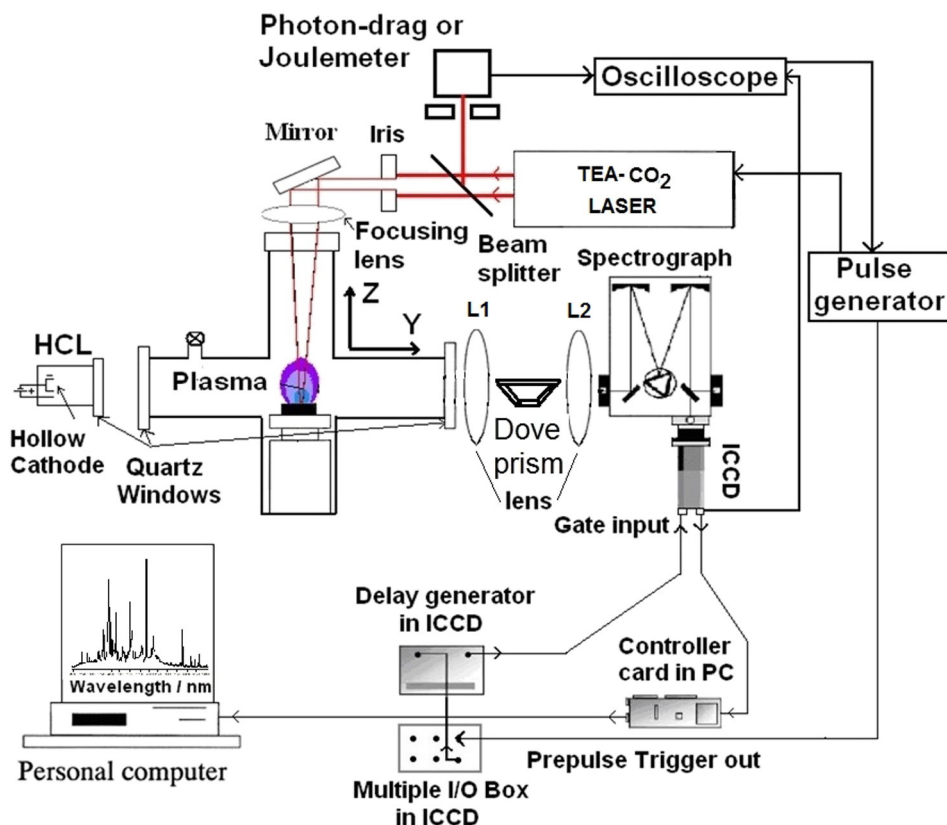 Photon-drag or
Joulemeter
Oscilloscope
Mirror
Iris
TEA-CO₂
LASER
Focusing
lens
Beam
splitter
Spectrograph
Pulse
generator
Z
Y
L1
L2
HCL
Plasma
Hollow
Cathode
Quartz
Windows
Dove
prism
lens
ICCD
Gate input
Delay generator
in ICCD
Controller
card in PC
Wavelength / nm
Prepulse Trigger out
Personal computer
Multiple I/O Box
in ICCD